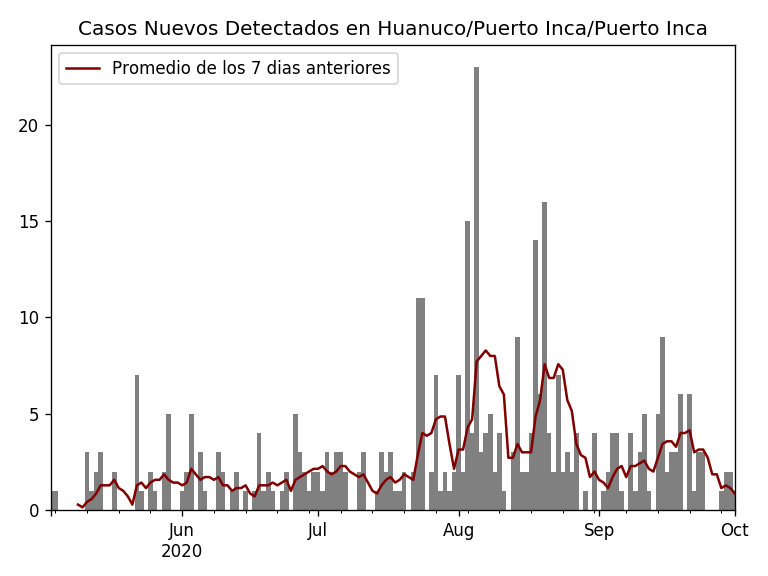 Casos Nuevos Detectados en Huanuco/Puerto Inca/Puerto Inca
Promedio de los 7 dias anteriores
20
15
10
5
0
Jun Jul Aug Sep Oct
2020